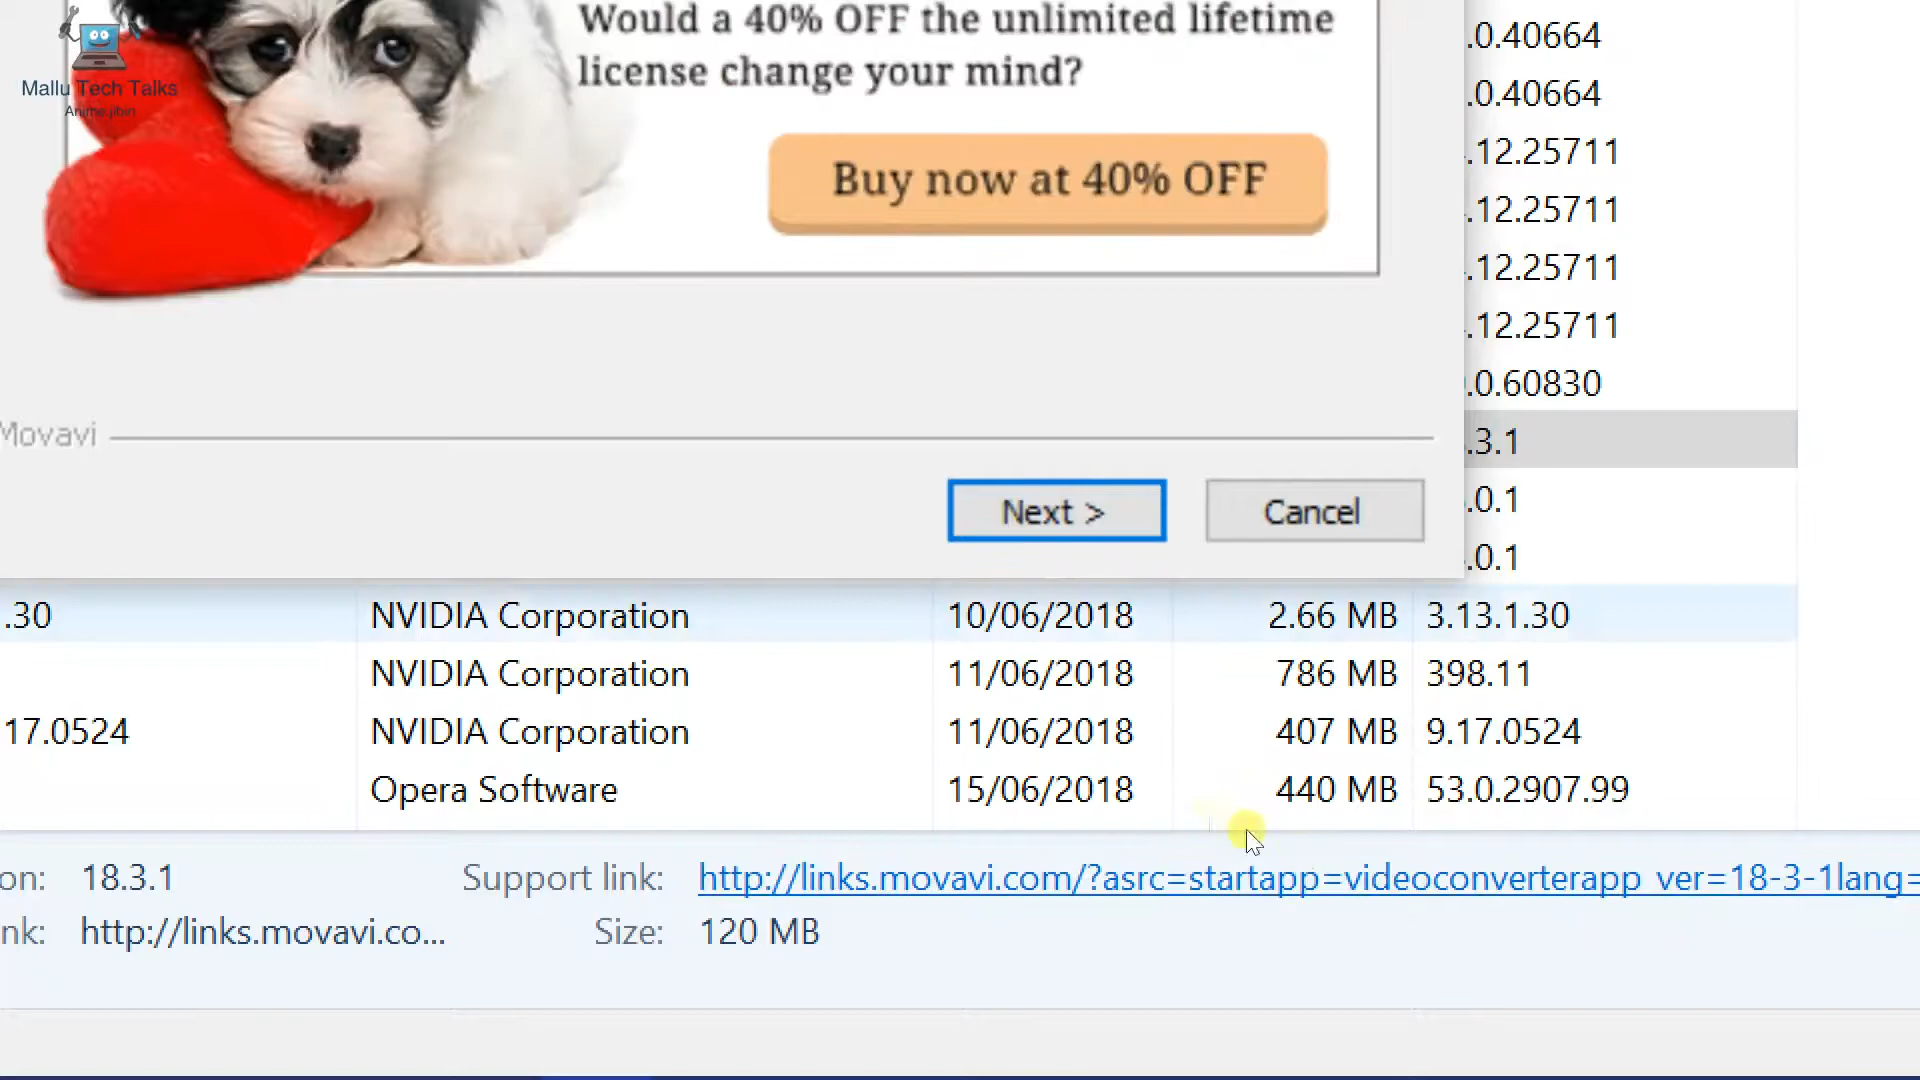 Would a 40% OFF the unlimited lifetime
license change your mind?
Mallu Tech Talks
Anime jibin
Buy now at 40% OFF
.0.40664
.0.40664
.12.25711
.12.25711
.12.25711
.12.25711
.0.60830
Movavi
.3.1
Next >
Cancel
.0.1
.0.1
.30 NVIDIA Corporation 10/06/2018 2.66 MB 3.13.1.30
NVIDIA Corporation 11/06/2018 786 MB 398.11
17.0524 NVIDIA Corporation 11/06/2018 407 MB 9.17.0524
Opera Software 15/06/2018 440 MB 53.0.2907.99
on: 18.3.1 Support link: http://links.movavi.com/?asrc=startapp=videoconverterapp_ver=18-3-1lang=
nk: http://links.movavi.co... Size: 120 MB